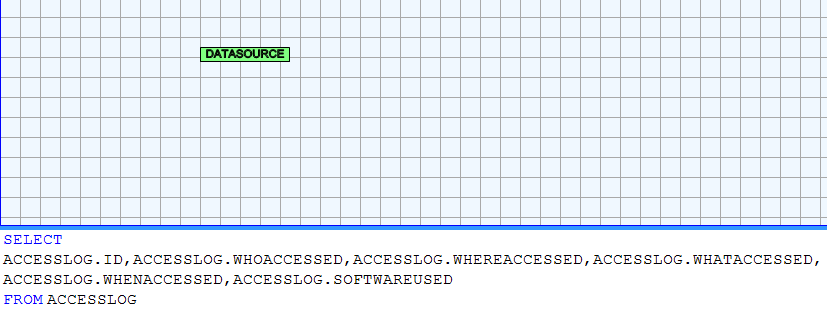 DATASOURCE
SELECT
ACCESSLOG.ID,ACCESSLOG.WHOACCESSED,ACCESSLOG.WHEREACCESSED,ACCESSLOG.WHATACCESSED,
ACCESSLOG.WHENACCESSED,ACCESSLOG.SOFTWAREUSED
FROM ACCESSLOG